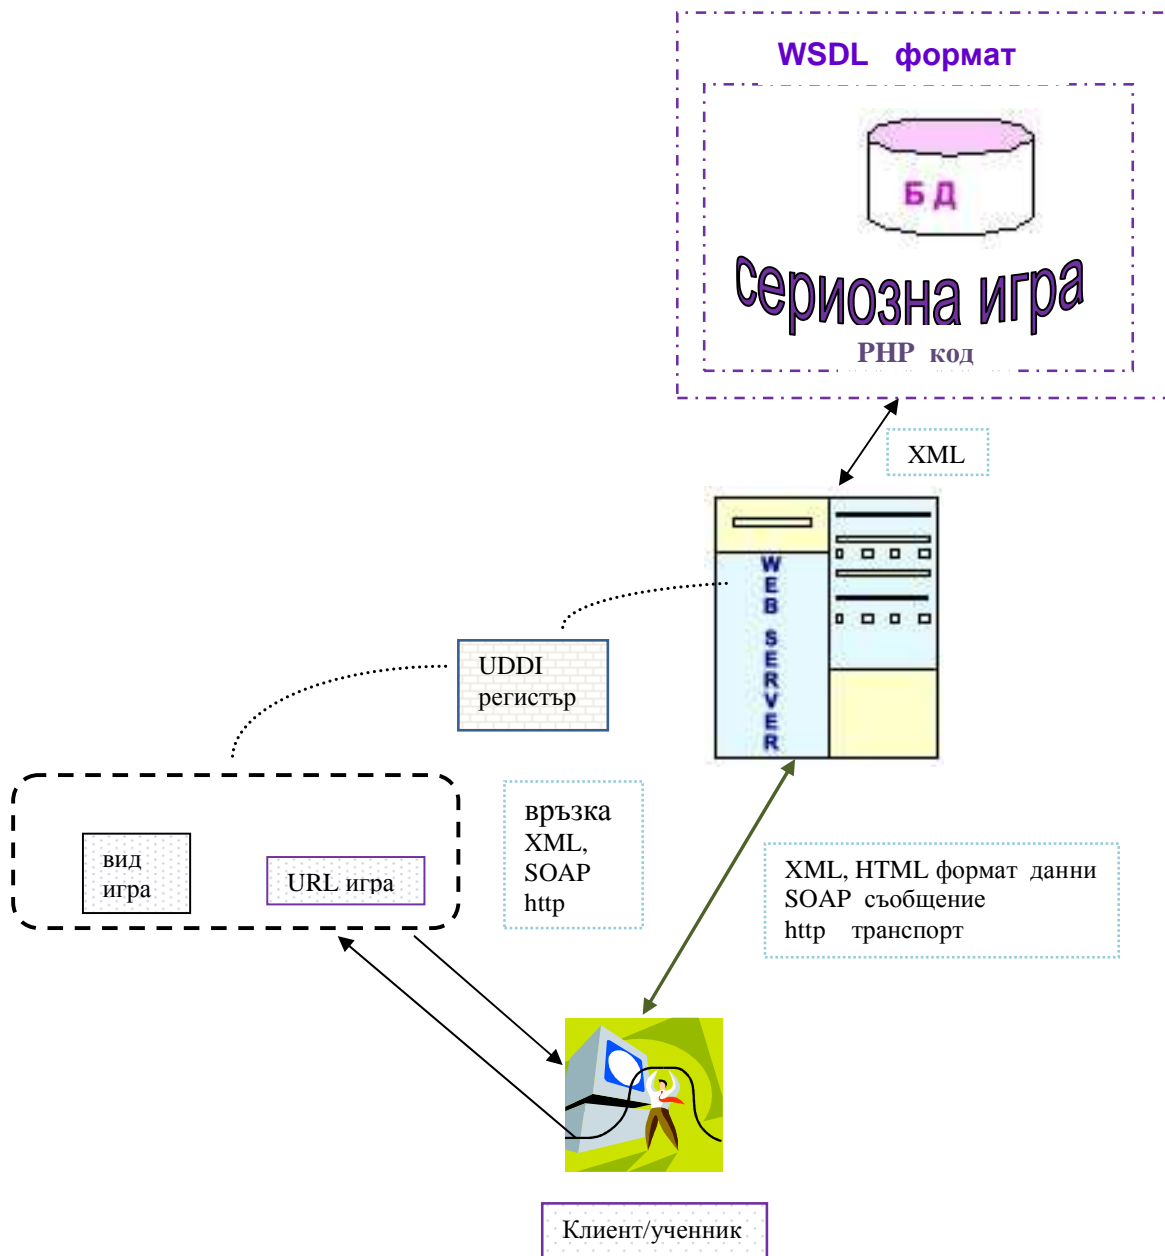 WSDL формат
БД
сериозна игра
PHP код
XML
WEB SERVER
UDDI
регистър
връзка
XML,
SOAP
http
вид
игра
URL игра
XML, HTML формат данни
SOAP съобщение
http транспорт
Клиент/ученник